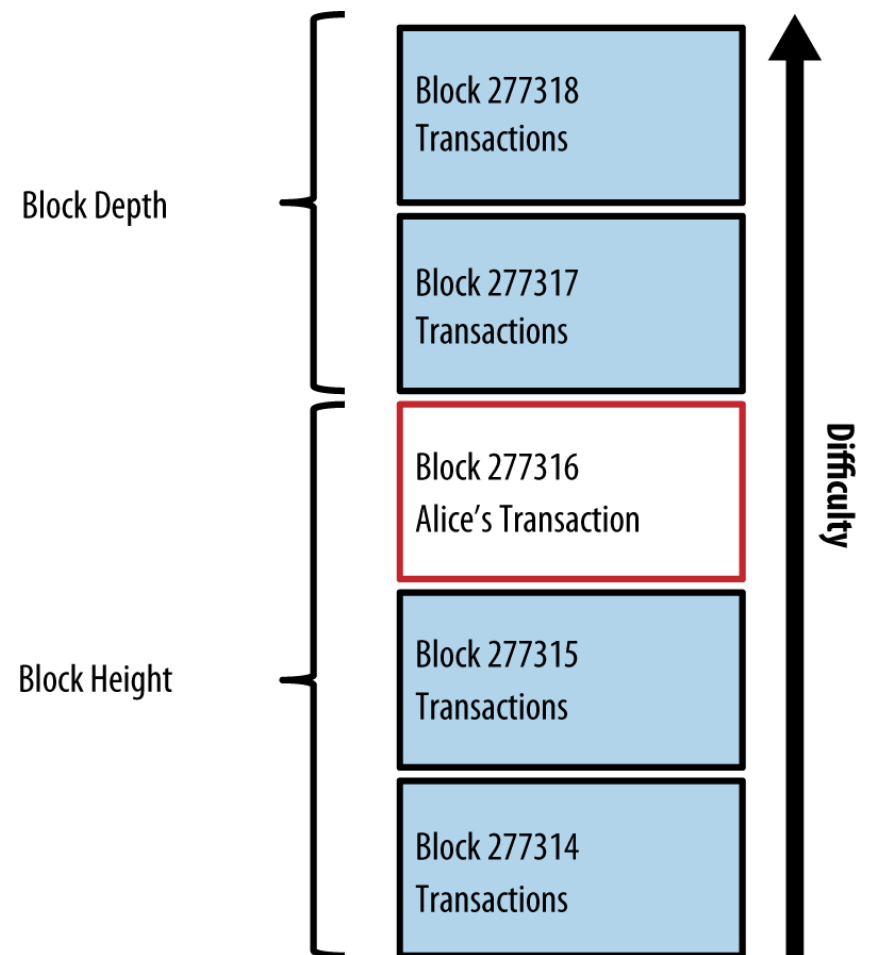 Block 277318
Transactions
Block Depth
Block 277317
Transactions
Block 277316
Alice’s Transaction
Difficulty
Block 277315
Transactions
Block Height
Block 277314
Transactions